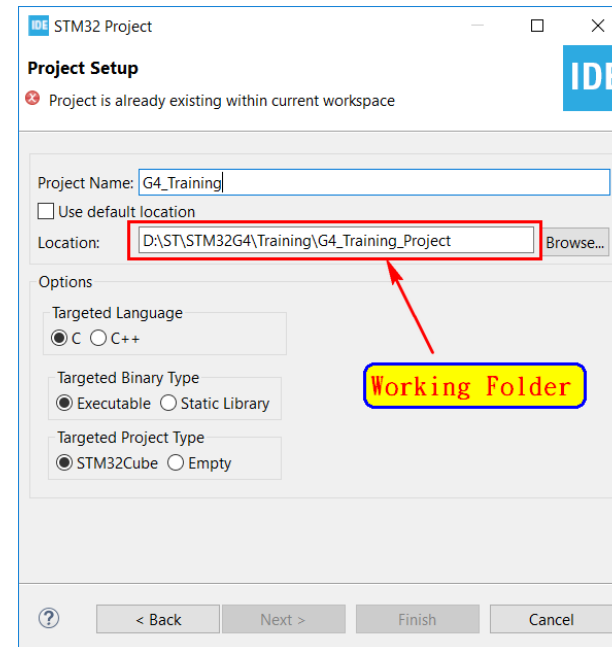 IDE STM32 Project
Project Setup
IDE
Project is already existing within current workspace
Project Name: G4_Training
Use default location
Location: D:\ST\STM32G4\Training\G4_Training_Project Browse...
Options
Targeted Language
C C++
Working Folder
Targeted Binary Type
Executable Static Library
Targeted Project Type
STM32Cube Empty
? < Back Next > Finish Cancel